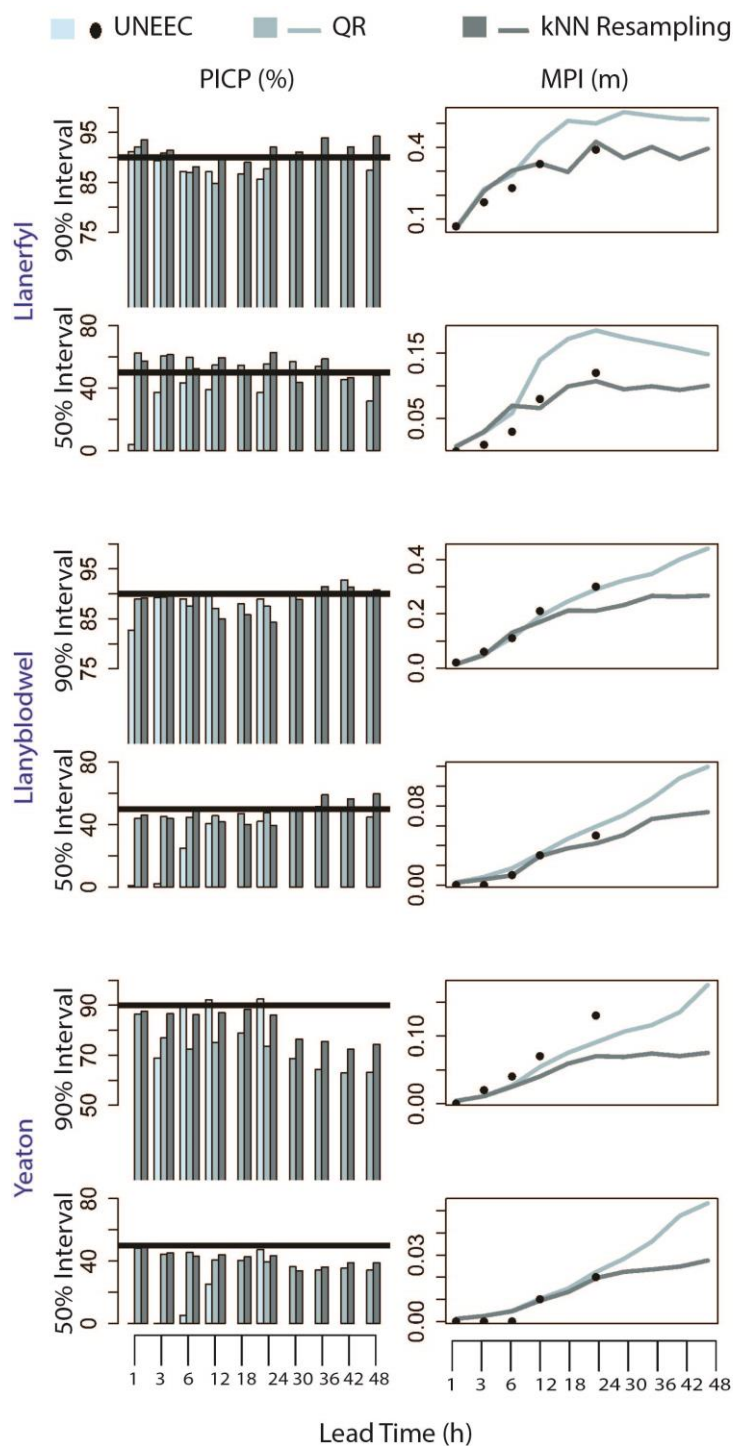 UNEEC QR kNN Resampling
PICP (%) MPI (m)
Llanerfyl
90% Interval
75 85 95
0.1 0.4
50% Interval
0 40 80
0.05 0.15
Llanyblodwel
90% Interval
75 85 95
0.0 0.2 0.4
50% Interval
0 40 80
0.00 0.08
Yeaton
90% Interval
50 70 90
0.00 0.10
50% Interval
0 40 80
0.00 0.03
1 3 6 12 18 24 30 36 42 48
1 3 6 12 18 24 30 36 42 48
Lead Time (h)